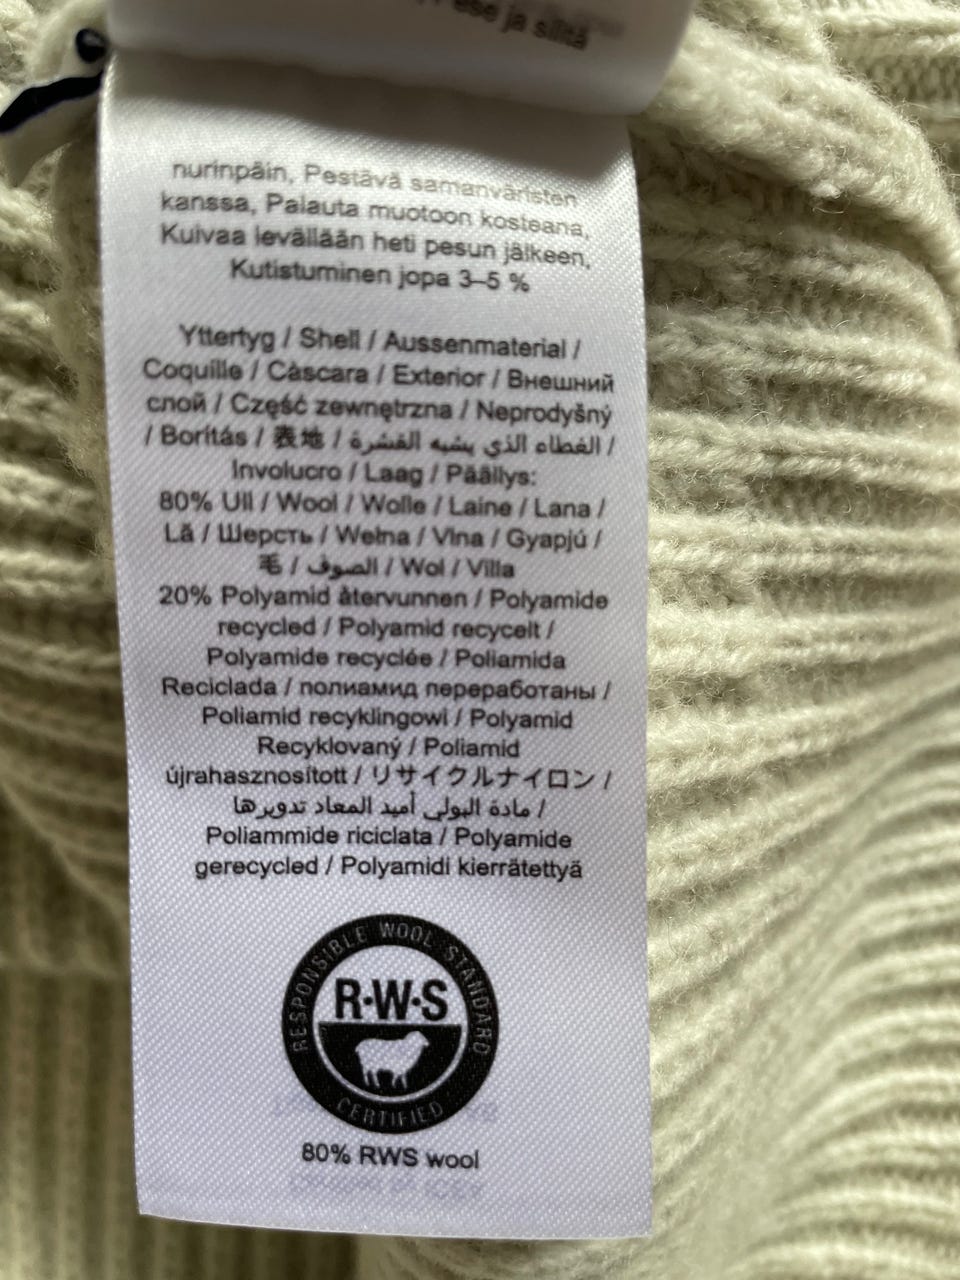 ese ja siltä
nurinpäin, Pestävä samanväristen
kanssa, Palauta muotoon kosteana,
Kuivaa levällään heti pesun jälkeen,
Kutistuminen jopa 3–5 %
Yttertyg / Shell / Aussenmaterial /
Coquille / Càscara / Exterior / Внешний
слой / Część zewnętrzna / Neprodyšný
/ Borítás / 表地 / الغطاء الذي يشبه القشرة /
Involucro / Laag / Päällys:
80% Ull / Wool / Wolle / Laine / Lana /
Lã / Шерсть / Wełna / Vlna / Gyapjú /
毛 / الصوف / Wol / Villa
20% Polyamid återvunnen / Polyamide
recycled / Polyamid recycelt /
Polyamide recyclée / Poliamida
Reciclada / полиамид переработаны /
Poliamid recyklingowi / Polyamid
Recyklovaný / Poliamid
újrahasznosított / リサイクルナイロン /
مادة البولي أميد المعاد تدويرها /
Poliammide riciclata / Polyamide
gerecycled / Polyamidi kierrätettyä
RESPONSIBLE WOOL STANDARD
R·W·S
CERTIFIED
80% RWS wool